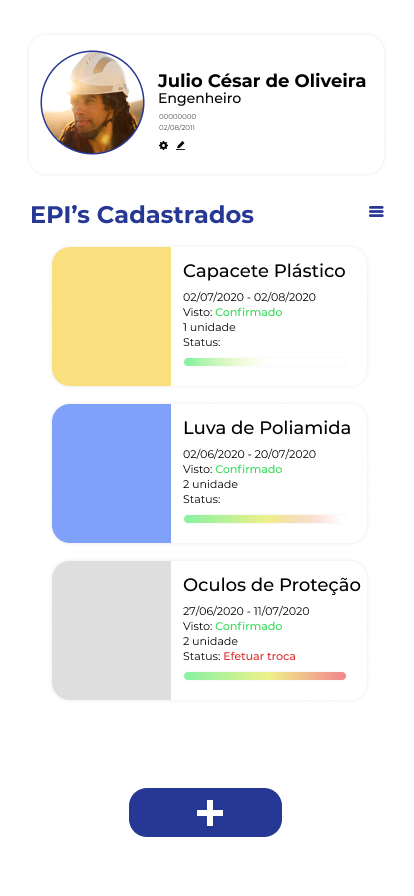 Julio César de Oliveira
Engenheiro
00000000
02/08/2011
EPI’s Cadastrados
Capacete Plástico
02/07/2020 - 02/08/2020
Visto: Confirmado
1 unidade
Status:
Luva de Poliamida
02/06/2020 - 20/07/2020
Visto: Confirmado
2 unidade
Status:
Oculos de Proteção
27/06/2020 - 11/07/2020
Visto: Confirmado
2 unidade
Status: Efetuar troca